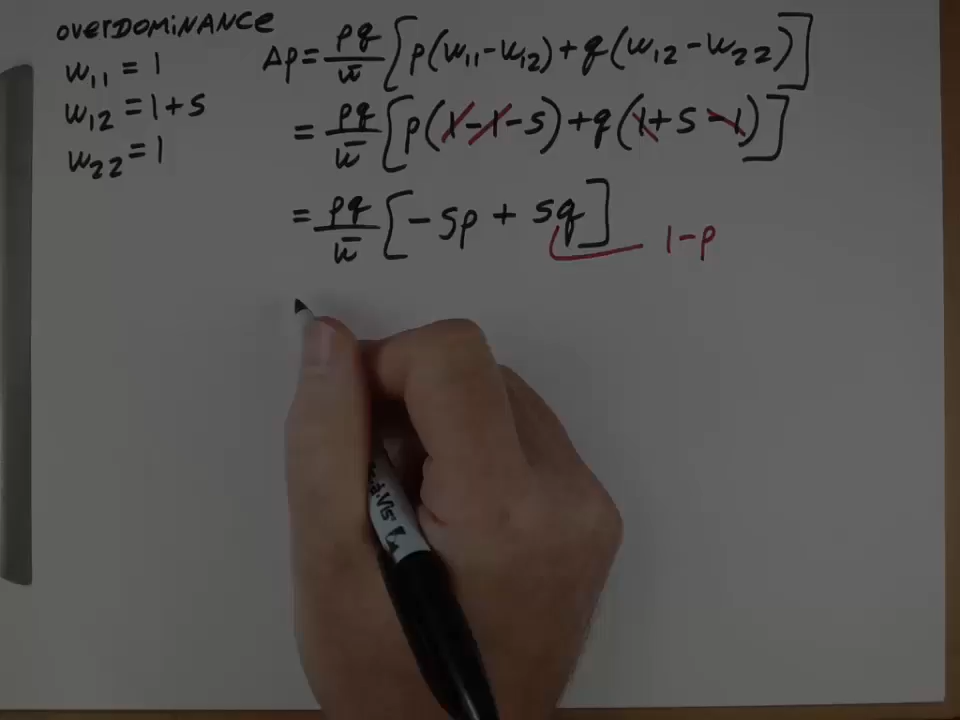 overDOMINANCE
w₁₁ = 1
w₁₂ = 1 + s
w₂₂ = 1
Δp = pq/w̄ [p(w₁₁ - w₁₂) + q(w₁₂ - w₂₂)]
= pq/w̄ [p(1 - 1 - s) + q(1 + s - 1)]
= pq/w̄ [-sp + sq]
1 - p